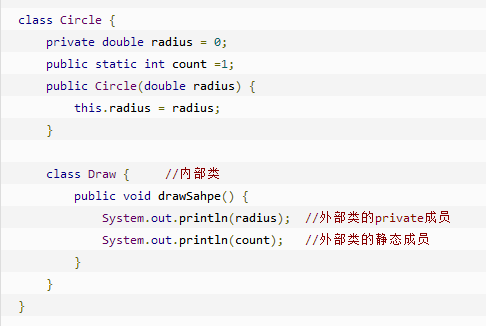 class Circle {
    private double radius = 0;
    public static int count =1;
    public Circle(double radius) {
        this.radius = radius;
    }

    class Draw {     //内部类
        public void drawSahpe() {
            System.out.println(radius);  //外部类的private成员
            System.out.println(count);   //外部类的静态成员
        }
    }
}